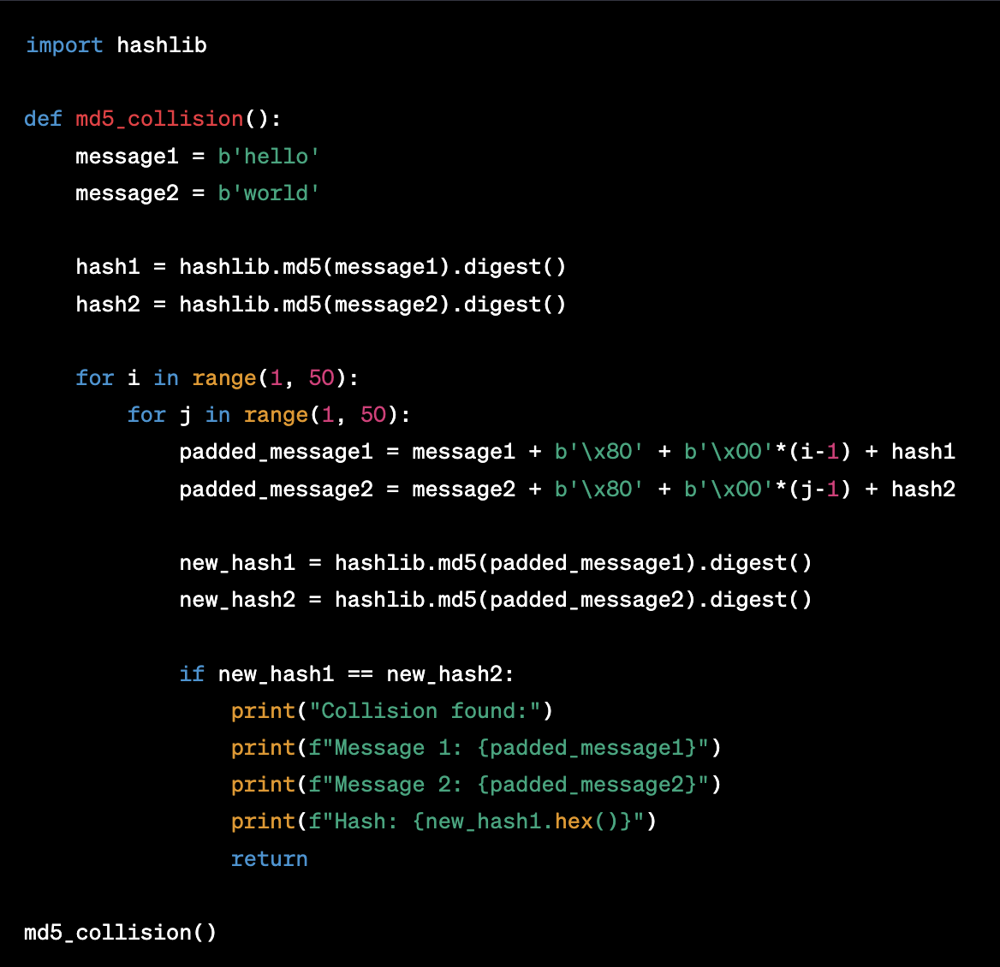 import hashlib
def md5_collision():
message1 = b'hello'
message2 = b'world'
hash1 = hashlib.md5(message1).digest()
hash2 = hashlib.md5(message2).digest()
for i in range(1, 50):
for j in range(1, 50):
padded_message1 = message1 + b'\x80' + b'\x00'*(i-1) + hash1
padded_message2 = message2 + b'\x80' + b'\x00'*(j-1) + hash2
new_hash1 = hashlib.md5(padded_message1).digest()
new_hash2 = hashlib.md5(padded_message2).digest()
if new_hash1 == new_hash2:
print("Collision found:")
print(f"Message 1: {padded_message1}")
print(f"Message 2: {padded_message2}")
print(f"Hash: {new_hash1.hex()}")
return
md5_collision()